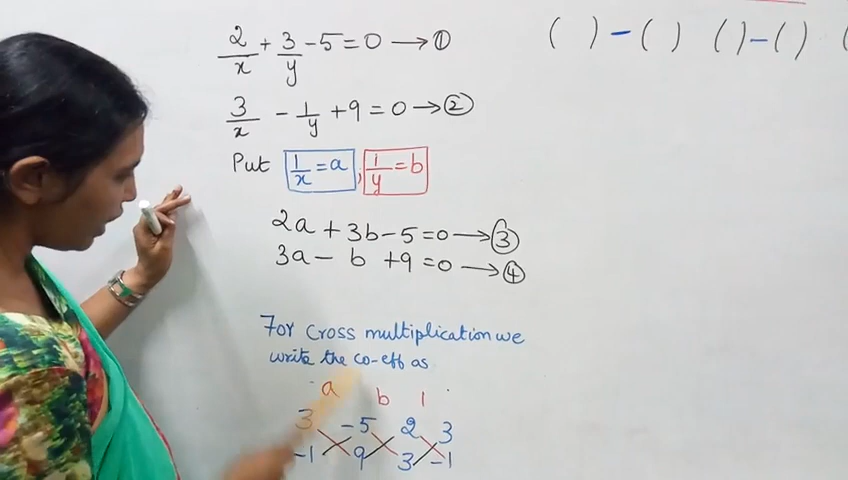 2/x + 3/y - 5 = 0 → ①
( ) - ( ) ( ) - ( ) (
3/x - 1/y + 9 = 0 → ②
Put 1/x = a ; 1/y = b
2a + 3b - 5 = 0 → ③
3a - b + 9 = 0 → ④
For cross multiplication we
write the co-eff as
a b 1
3 -5 2 3
-1 9 3 -1